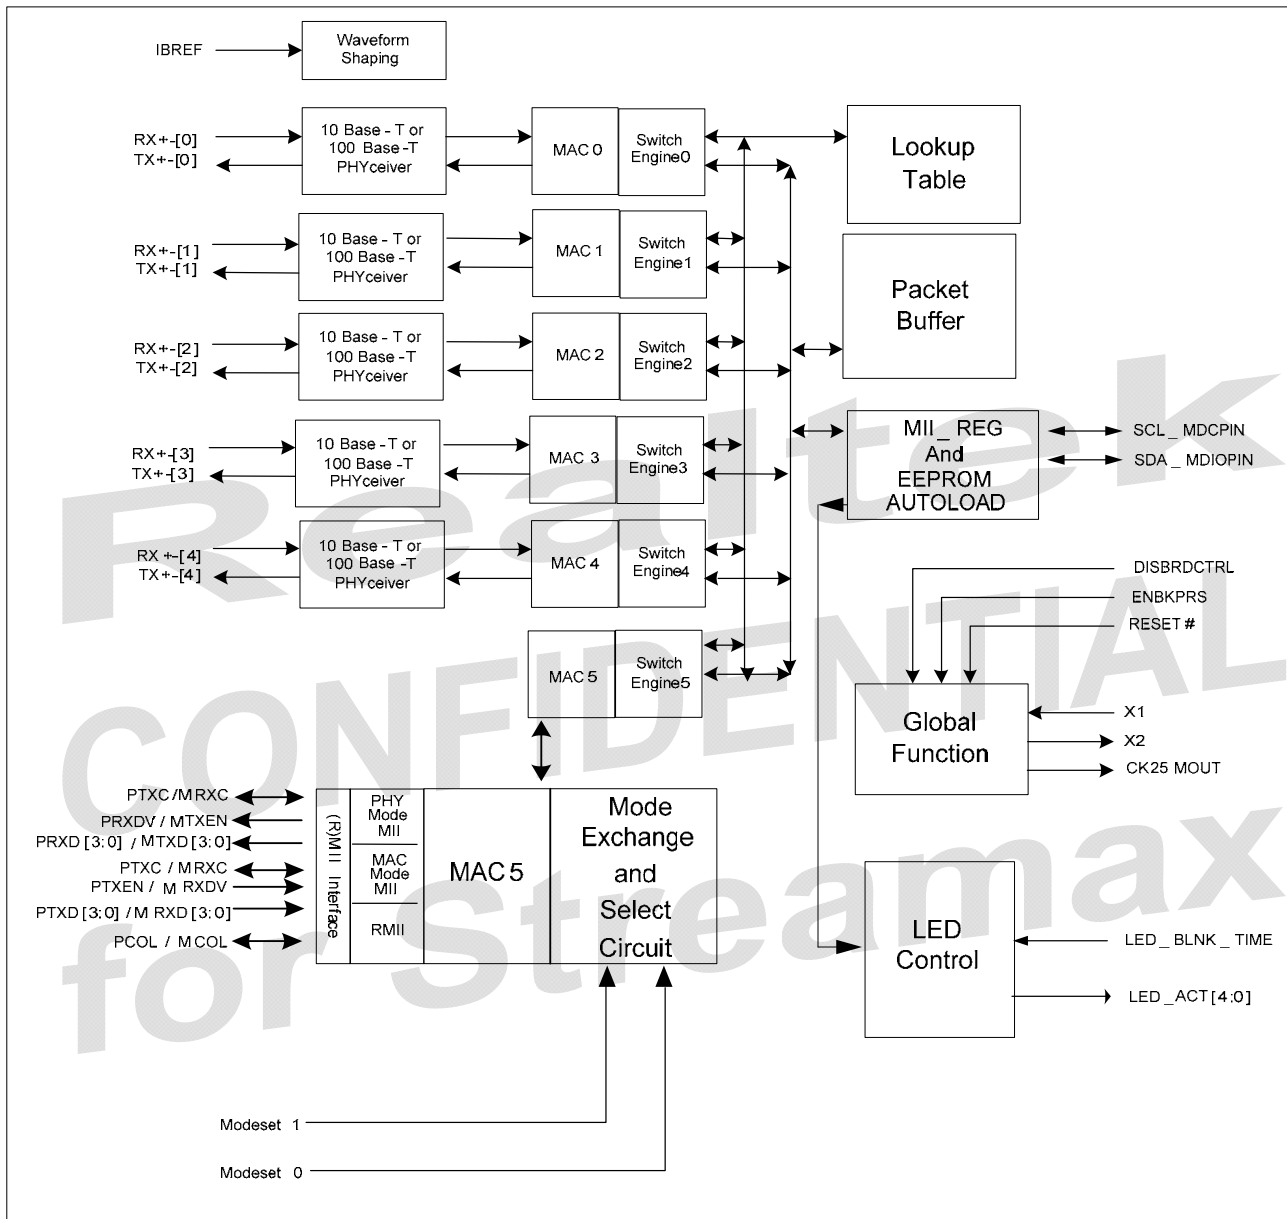 IBREF
Waveform
Shaping
RX+-[0]
TX+-[0]
10 Base-T or
100 Base-T
PHYceiver
MAC 0
Switch
Engine0
Lookup
Table
RX+-[1]
TX+-[1]
10 Base-T or
100 Base-T
PHYceiver
MAC 1
Switch
Engine1
Packet
Buffer
RX+-[2]
TX+-[2]
10 Base-T or
100 Base-T
PHYceiver
MAC 2
Switch
Engine2
RX+-[3]
TX+-[3]
10 Base-T or
100 Base-T
PHYceiver
MAC 3
Switch
Engine3
MII_REG
And
EEPROM
AUTOLOAD
SCL_MDCPIN
SDA_MDIOPIN
RX+-[4]
TX+-[4]
10 Base-T or
100 Base-T
PHYceiver
MAC 4
Switch
Engine4
DISBRDCTRL
ENBKPRS
RESET#
MAC 5
Switch
Engine5
Global
Function
X1
X2
CK25MOUT
PTXC/MRXC
PRXDV/MTXEN
PRXD[3:0]/MTXD[3:0]
PTXC/MRXC
PTXEN/MRXDV
PTXD[3:0]/MRXD[3:0]
PCOL/MCOL
(R)MII Interface
PHY
Mode
MII
MAC
Mode
MII
RMII
MAC 5
Mode
Exchange
and
Select
Circuit
LED
Control
LED_BLNK_TIME
LED_ACT[4:0]
Modeset 1
Modeset 0
Realtek
CONFIDENTIAL
for Streamax